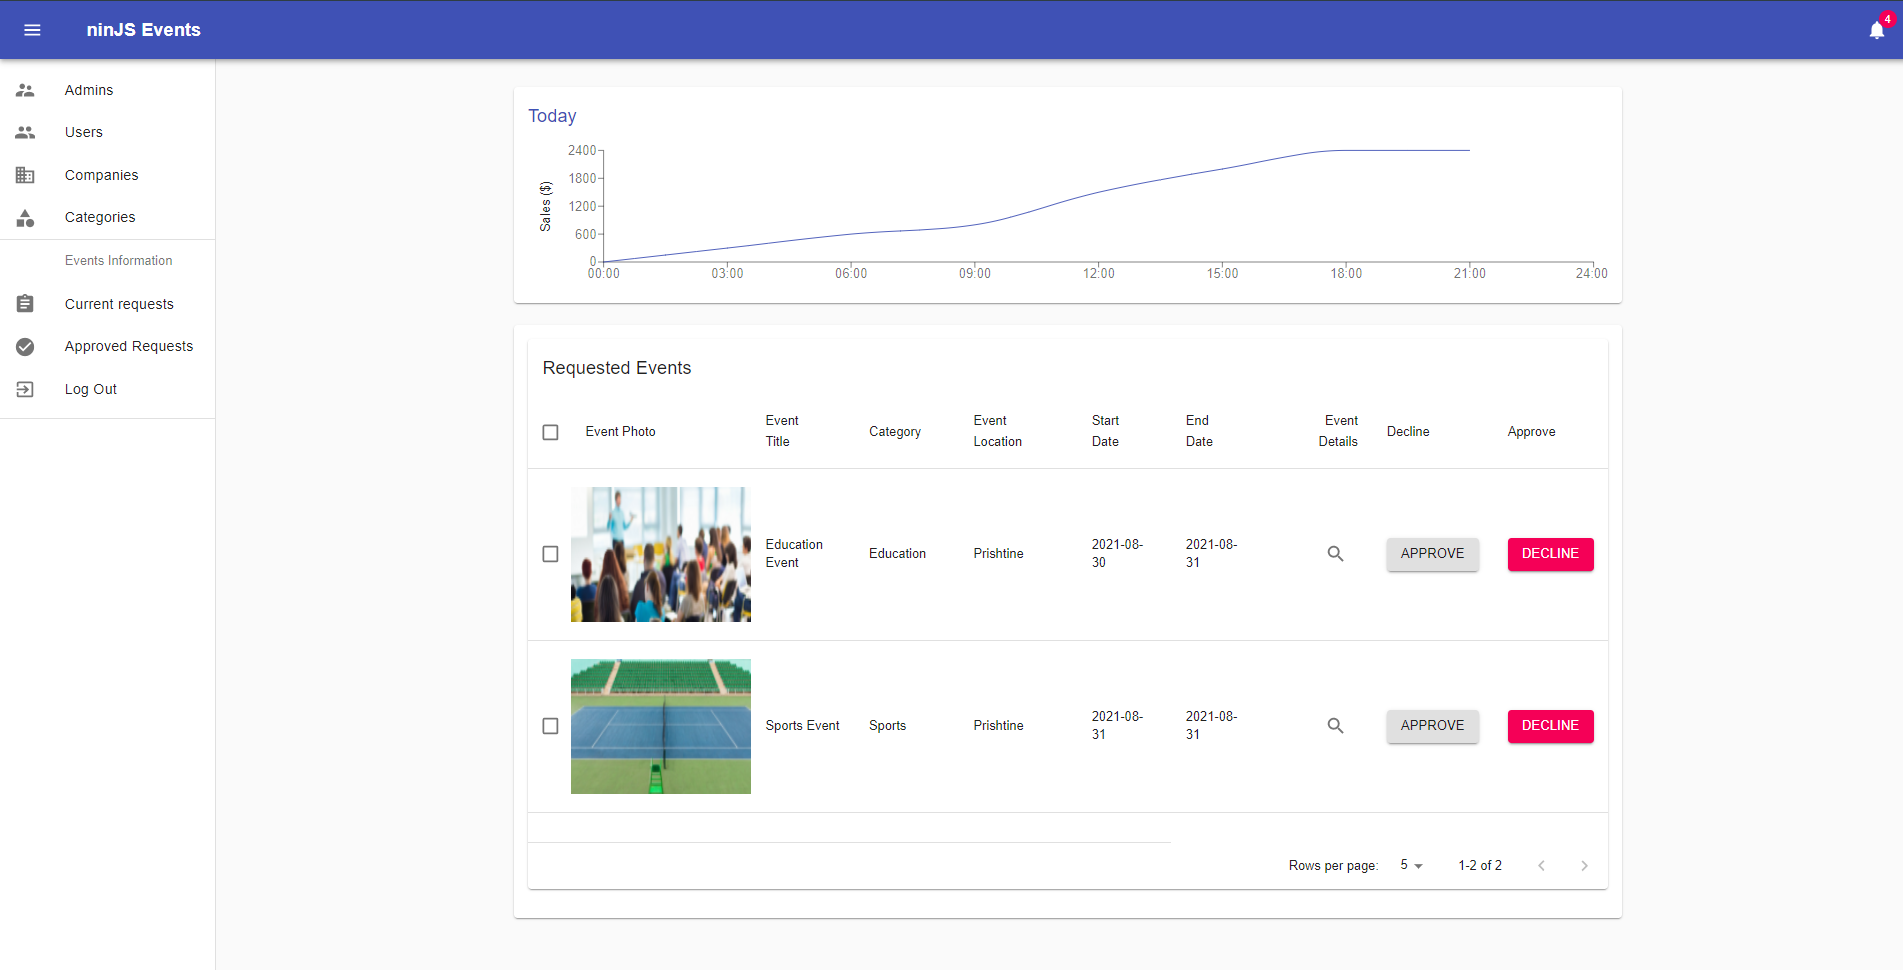 ninJS Events
4
Admins
Users
Companies
Categories
Events Information
Current requests
Approved Requests
Log Out
Today
Sales ($)
2400
1800
1200
600
0
00:00 03:00 06:00 09:00 12:00 15:00 18:00 21:00 24:00
Requested Events
Event Photo
Event
Title
Category
Event
Location
Start
Date
End
Date
Event
Details
Decline
Approve
Education
Event
Education
Prishtine
2021-08-
30
2021-08-
31
APPROVE
DECLINE
Sports Event
Sports
Prishtine
2021-08-
31
2021-08-
31
APPROVE
DECLINE
Rows per page: 5 1-2 of 2